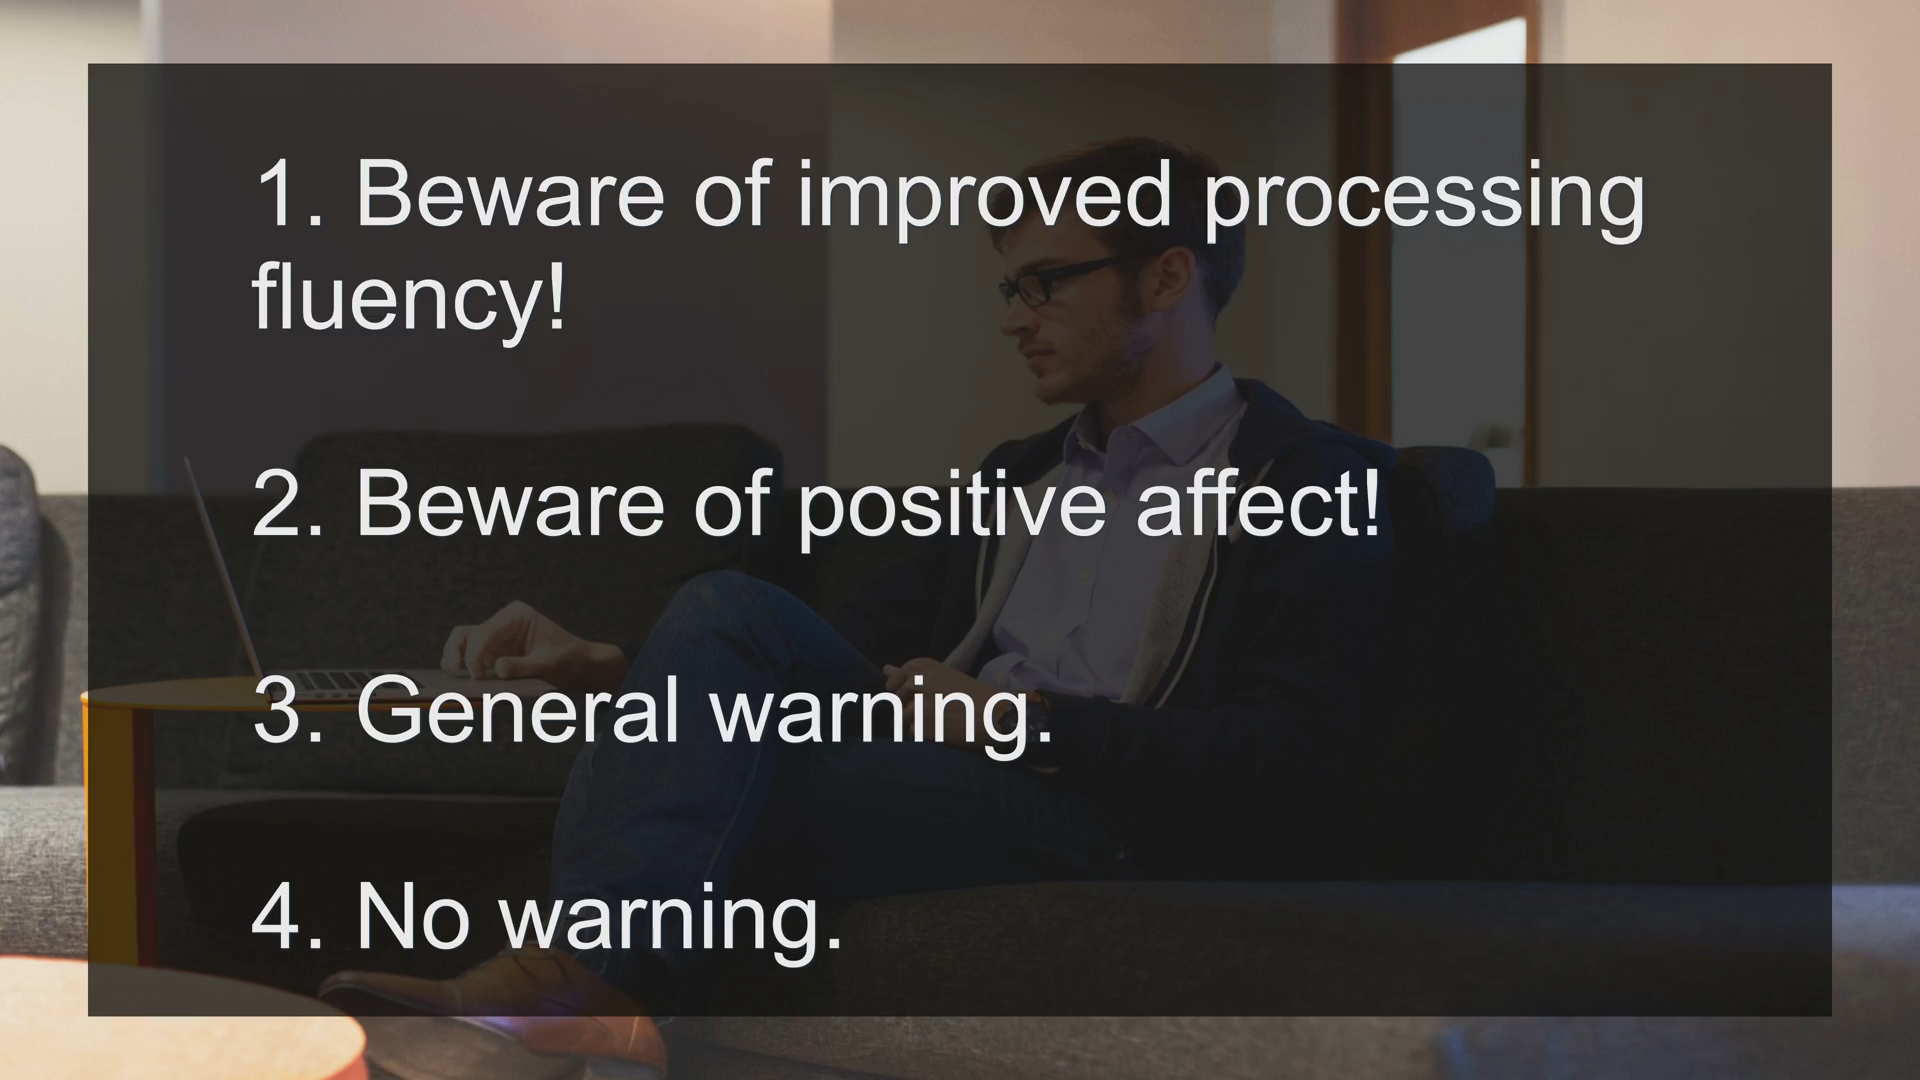 1. Beware of improved processing
fluency!
2. Beware of positive affect!
3. General warning.
4. No warning.